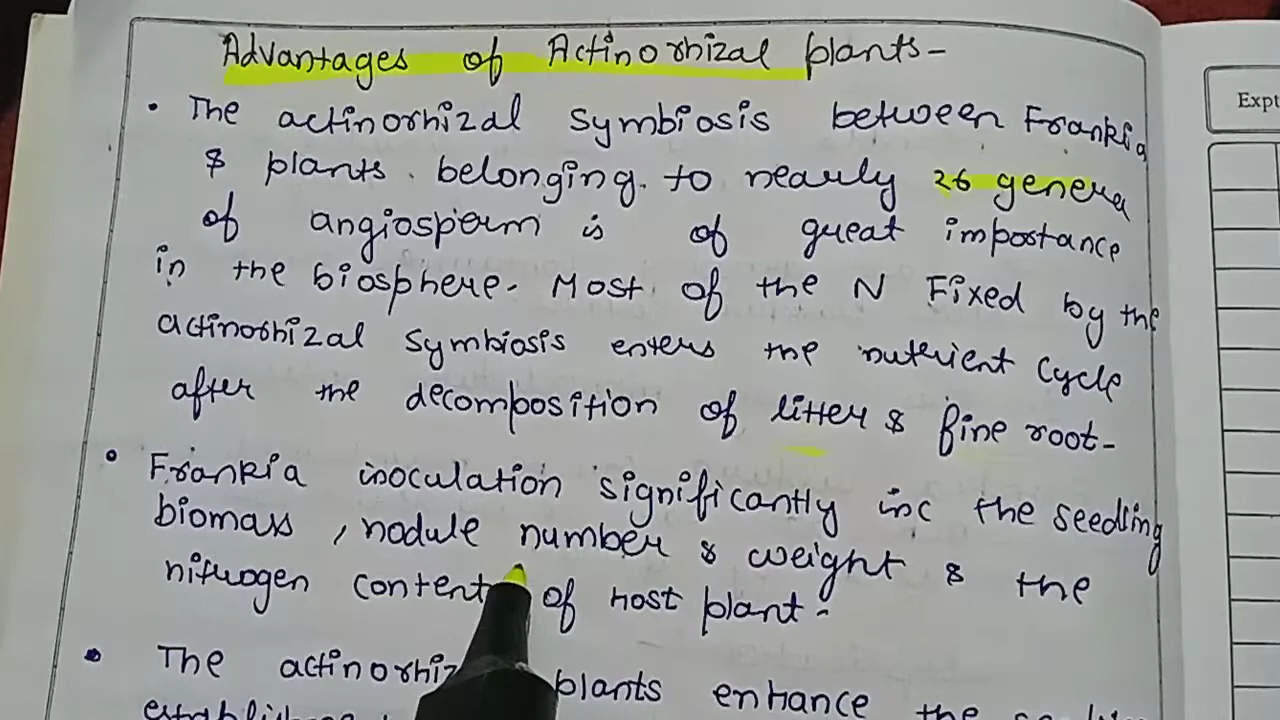 Advantages of Actinorhizal plants-
• The actinorhizal symbiosis between Frankia
& plants belonging to nearly 26 genera
of angiosperm is of great importance
in the biosphere. Most of the N Fixed by the
actinorhizal symbiosis enters the nutrient cycle
after the decomposition of litter & fine root-
• Frankia inoculation significantly inc the seedling
biomass, nodule number & weight & the
nitrogen content of host plant-
• The plants enhance the
Expt